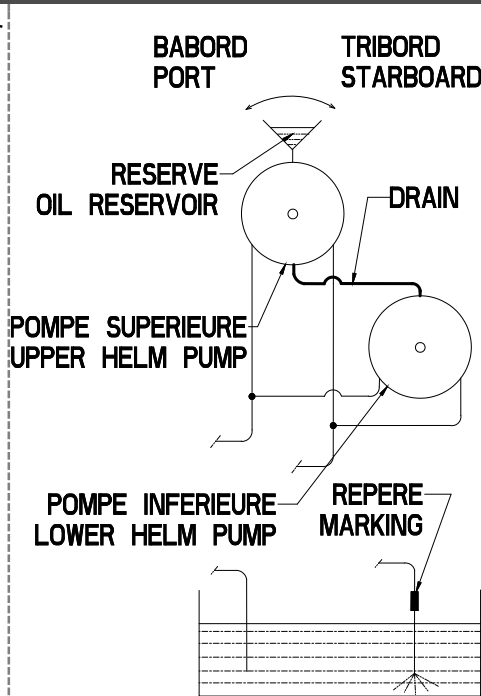 BABORD
PORT
TRIBORD
STARBOARD
RESERVE
OIL RESERVOIR
DRAIN
POMPE SUPERIEURE
UPPER HELM PUMP
POMPE INFERIEURE
LOWER HELM PUMP
REPERE
MARKING